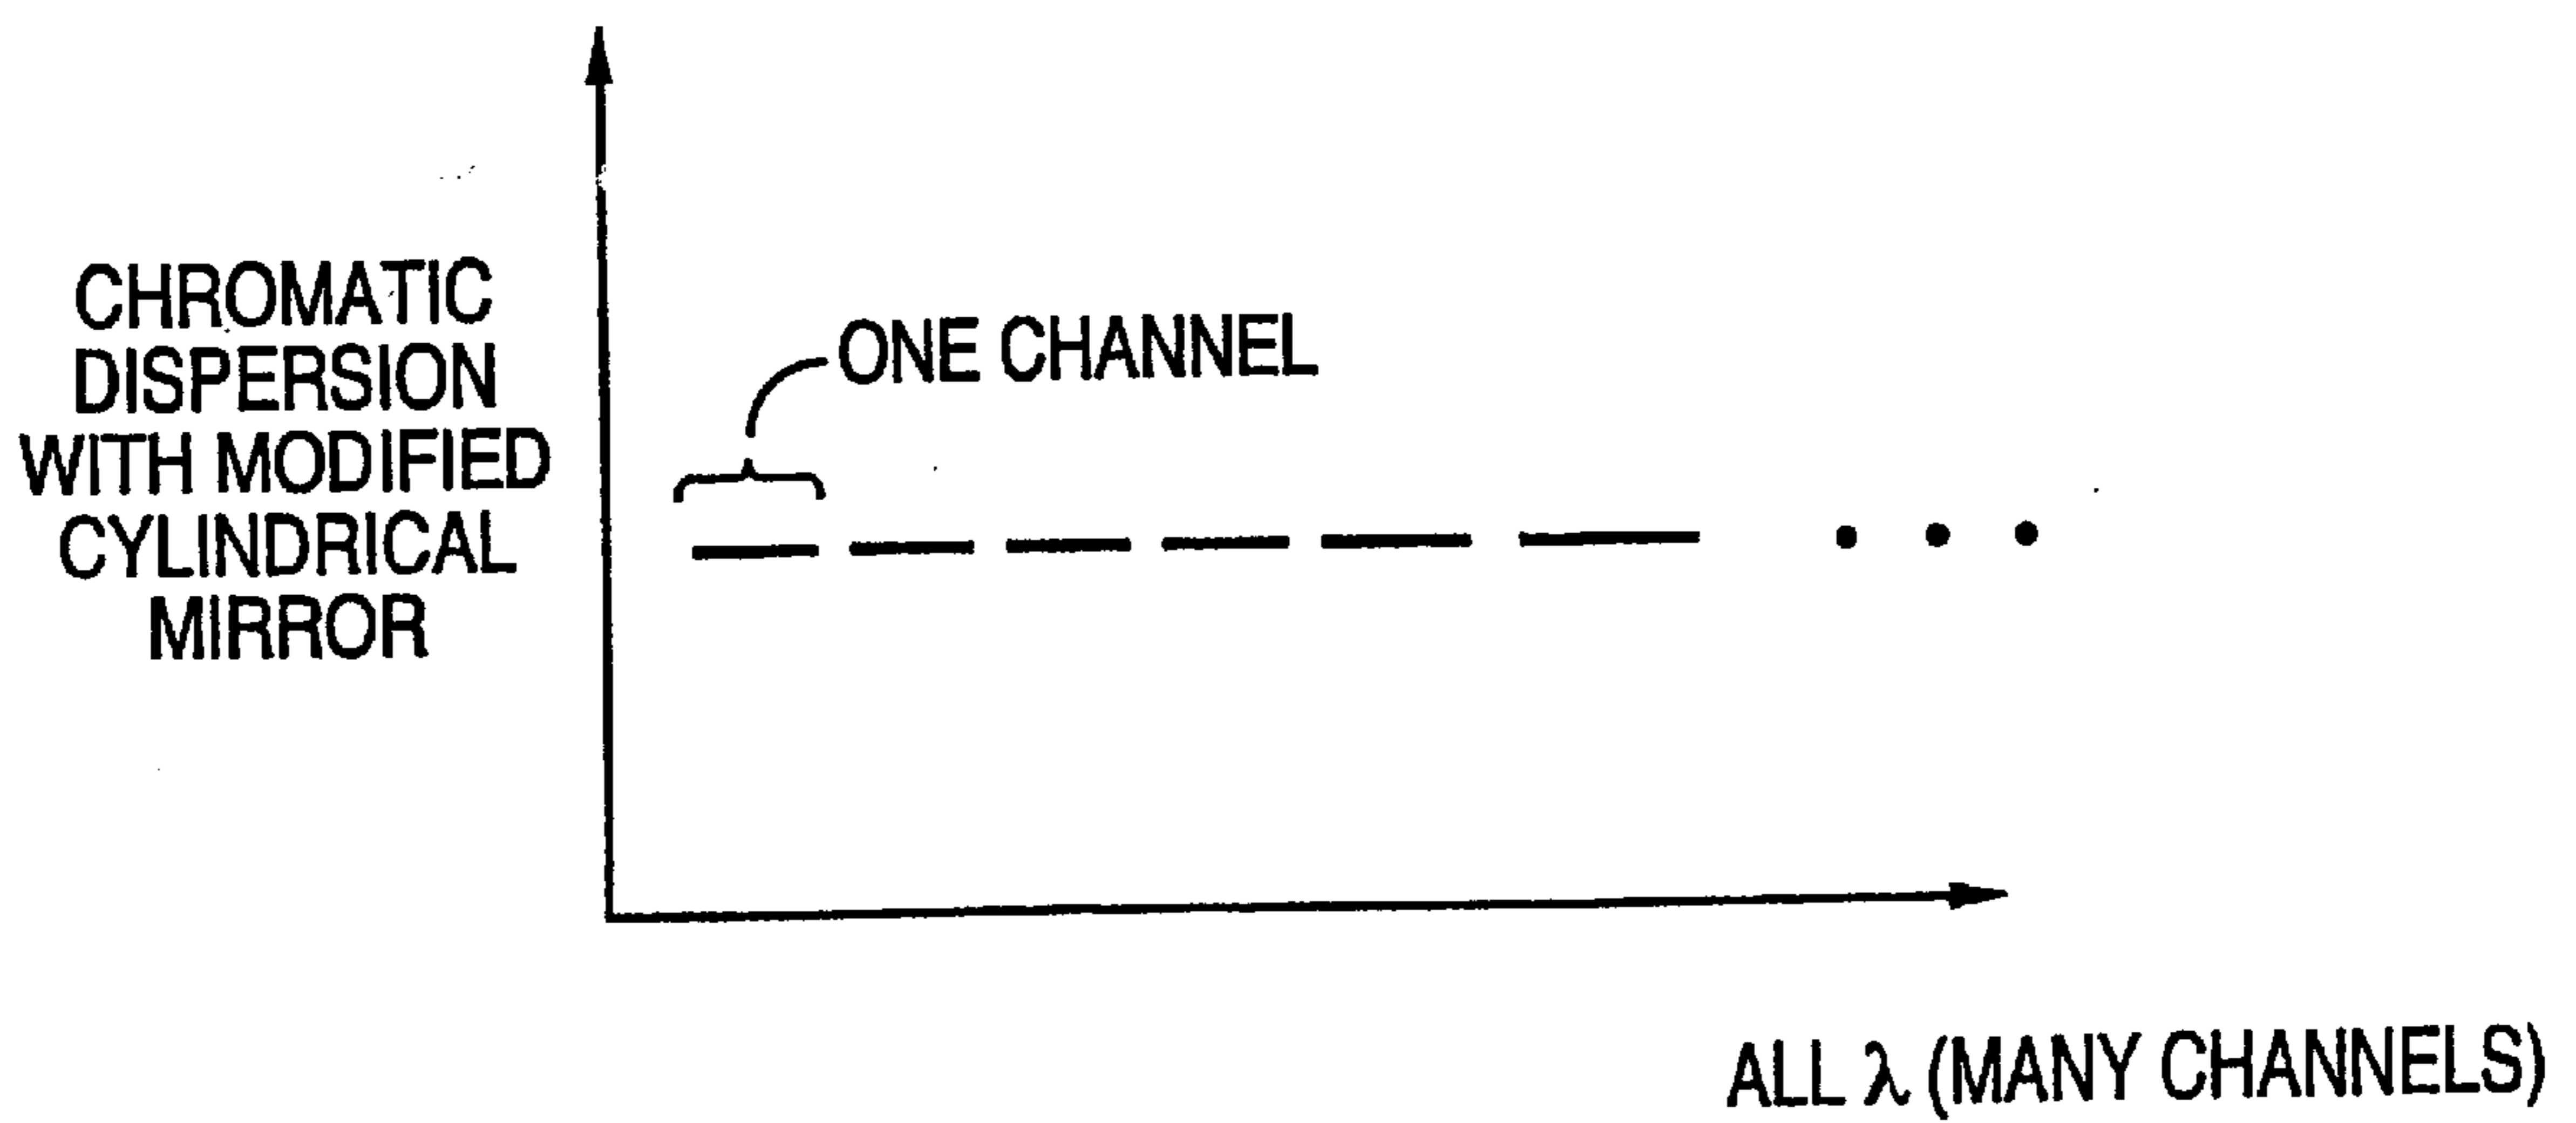 CHROMATIC
DISPERSION
WITH MODIFIED
CYLINDRICAL
MIRROR
ONE CHANNEL
ALL λ (MANY CHANNELS)